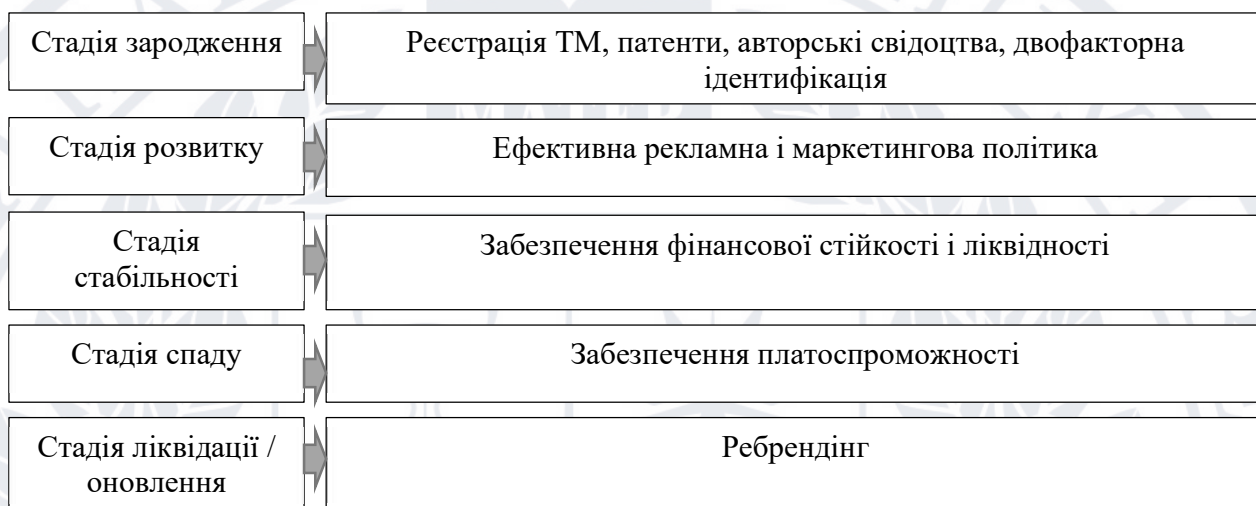 Стадія зародження
Реєстрація ТМ, патенти, авторські свідоцтва, двофакторна
ідентифікація
Стадія розвитку
Ефективна рекламна і маркетингова політика
Стадія
стабільності
Забезпечення фінансової стійкості і ліквідності
Стадія спаду
Забезпечення платоспроможності
Стадія ліквідації /
оновлення
Ребрендінг